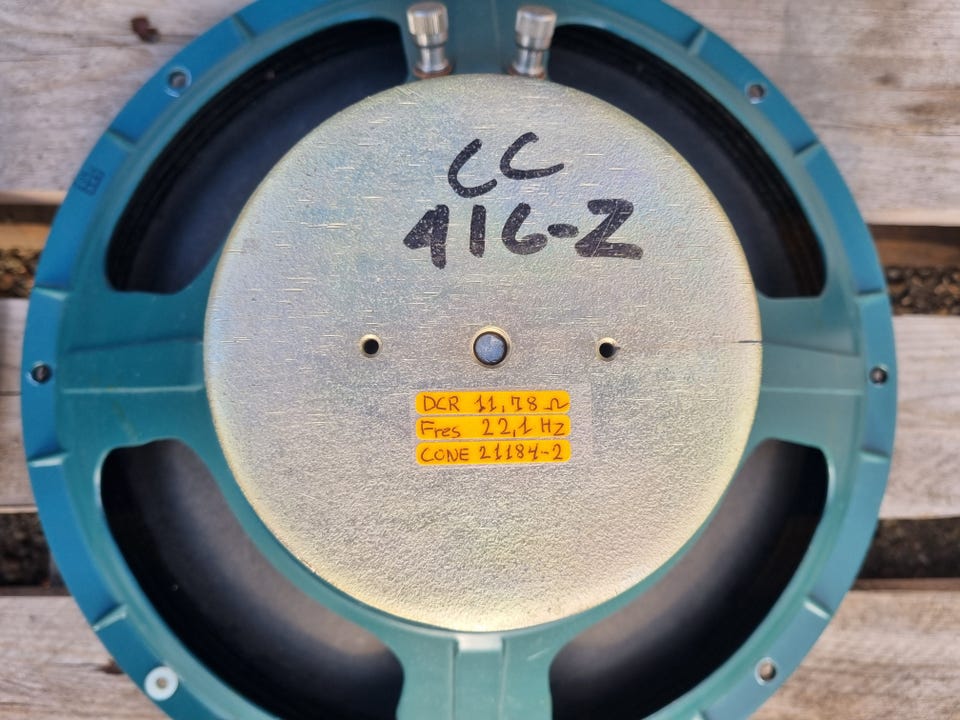 CC
416-Z
DCR 11,78 Ω
Fres 22,1 Hz
CONE 21184-2